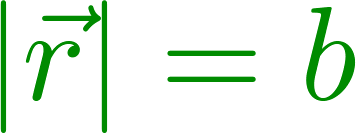 |r⃗| = b